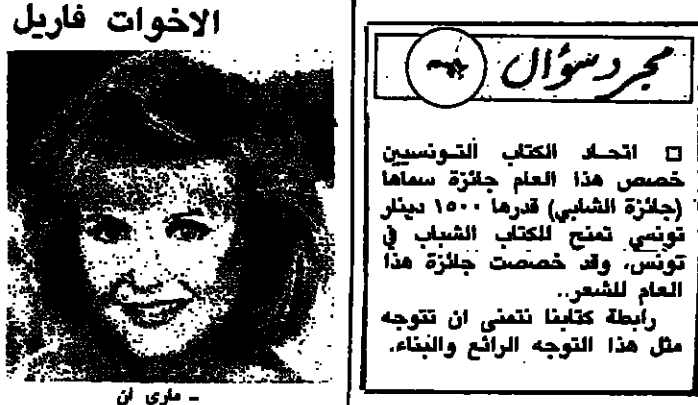 مجرد سؤال
□ اتحاد الكتاب التونسيين
خصص هذا العام جائزة سماها
(جائزة الشابي) قدرها ١٥٠٠ دينار
تونسي تمنح للكتاب الشباب في
تونس، وقد خصصت جائزة هذا
العام للشعر..
رابطة كتابنا نتمنى ان تتوجه
مثل هذا التوجه الرائع والبناء.
الاخوات فاريل
ـ ماري ان